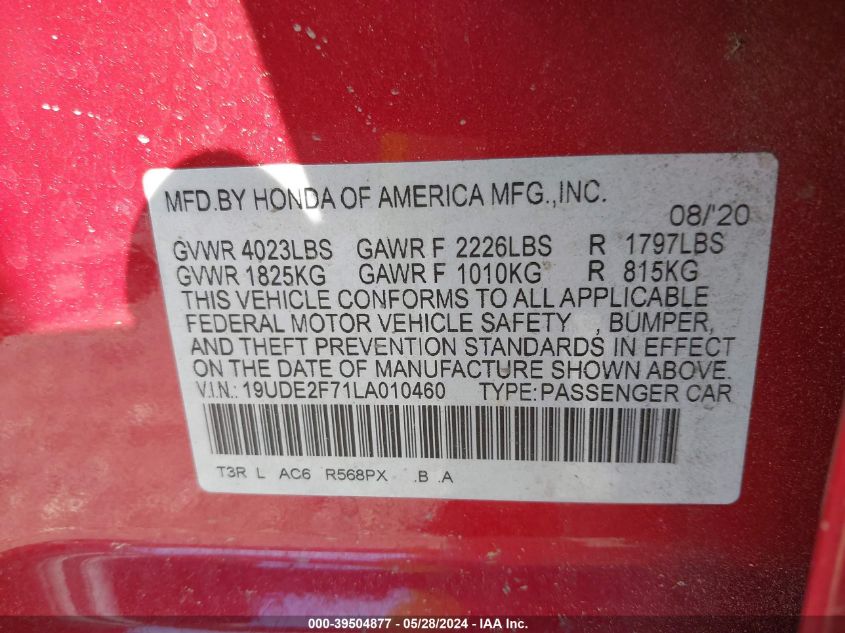 MFD.BY HONDA OF AMERICA MFG.,INC.
08/'20
GVWR 4023LBS GAWR F 2226LBS R 1797LBS
GVWR 1825KG GAWR F 1010KG R 815KG
THIS VEHICLE CONFORMS TO ALL APPLICABLE
FEDERAL MOTOR VEHICLE SAFETY , BUMPER,
AND THEFT PREVENTION STANDARDS IN EFFECT
ON THE DATE OF MANUFACTURE SHOWN ABOVE.
V.I.N.: 19UDE2F71LA010460 TYPE:PASSENGER CAR
T3R L AC6 R568PX .B .A
000-39504877 - 05/28/2024 - IAA Inc.